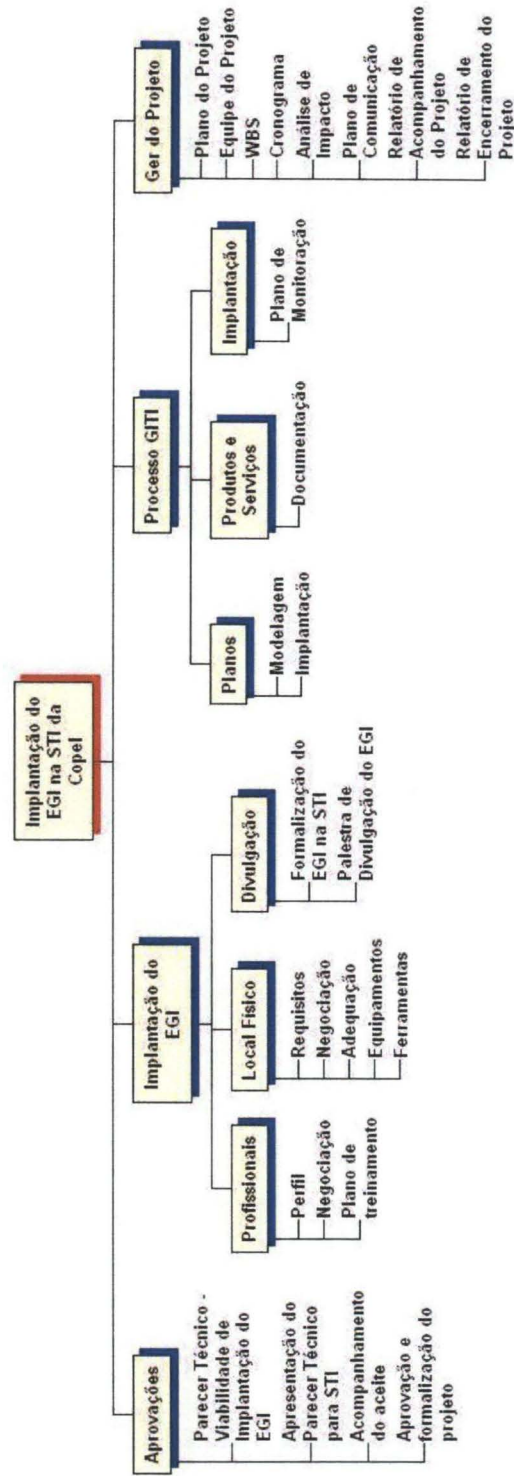 Implantação do
EGI na STI da
Copel
Aprovações
Parecer Técnico -
Viabilidade de
Implantação do
EGI
Apresentação do
Parecer Técnico
para STI
Acompanhamento
do aceite
Aprovação e
formalização do
projeto
Implantação do
EGI
Profissionais
Perfil
Negociação
Plano de
treinamento
Local Físico
Requisitos
Negociação
Adequação
Equipamentos
Ferramentas
Divulgação
Formalização do
EGI na STI
Palestra de
Divulgação do EGI
Processo GITI
Planos
Modelagem
Implantação
Produtos e
Serviços
Documentação
Implantação
Plano de
Monitoração
Ger do Projeto
Plano do Projeto
Equipe do Projeto
WBS
Cronograma
Análise de
Impacto
Plano de
Comunicação
Relatório de
Acompanhamento
do Projeto
Relatório de
Encerramento do
Projeto